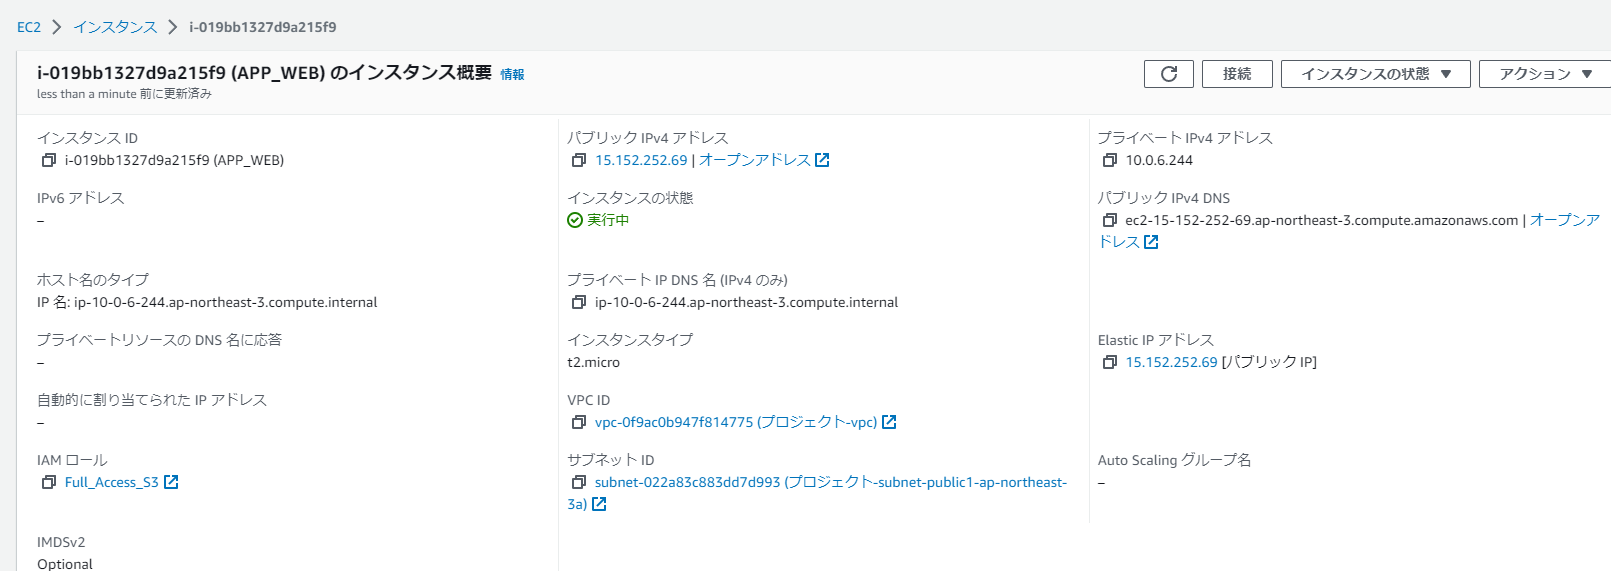 EC2 > インスタンス > i-019bb1327d9a215f9
i-019bb1327d9a215f9 (APP_WEB) のインスタンス概要 情報
less than a minute 前に更新済み
接続
インスタンスの状態 ▼
アクション ▼
インスタンス ID
i-019bb1327d9a215f9 (APP_WEB)
パブリック IPv4 アドレス
15.152.252.69 | オープンアドレス
プライベート IPv4 アドレス
10.0.6.244
IPv6 アドレス
–
インスタンスの状態
実行中
パブリック IPv4 DNS
ec2-15-152-252-69.ap-northeast-3.compute.amazonaws.com | オープンア
ドレス
ホスト名のタイプ
IP 名: ip-10-0-6-244.ap-northeast-3.compute.internal
プライベート IP DNS 名 (IPv4 のみ)
ip-10-0-6-244.ap-northeast-3.compute.internal
プライベートリソースの DNS 名に応答
–
インスタンスタイプ
t2.micro
Elastic IP アドレス
15.152.252.69 [パブリック IP]
自動的に割り当てられた IP アドレス
–
VPC ID
vpc-0f9ac0b947f814775 (プロジェクト-vpc)
IAM ロール
Full_Access_S3
サブネット ID
subnet-022a83c883dd7d993 (プロジェクト-subnet-public1-ap-northeast-
3a)
Auto Scaling グループ名
–
IMDSv2
Optional